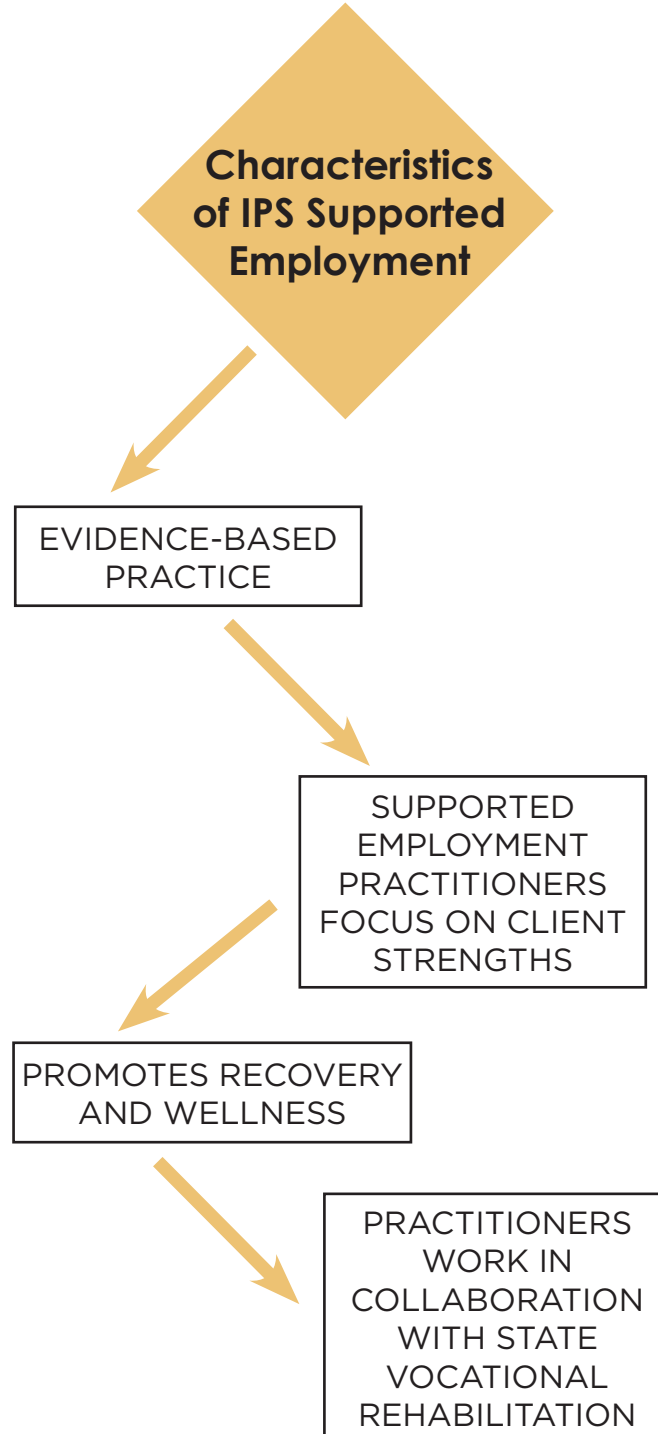 Characteristics
of IPS Supported
Employment
EVIDENCE-BASED
PRACTICE
SUPPORTED
EMPLOYMENT
PRACTITIONERS
FOCUS ON CLIENT
STRENGTHS
PROMOTES RECOVERY
AND WELLNESS
PRACTITIONERS
WORK IN
COLLABORATION
WITH STATE
VOCATIONAL
REHABILITATION